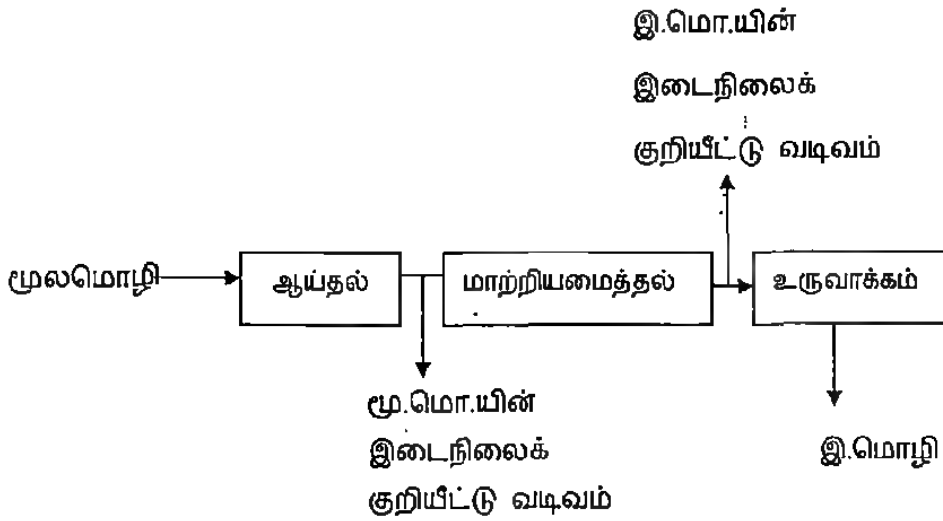 இ.மொ.யின்
இடைநிலைக்
குறியீட்டு வடிவம்
மூலமொழி
ஆய்தல்
மாற்றியமைத்தல்
உருவாக்கம்
மூ.மொ.யின்
இடைநிலைக்
குறியீட்டு வடிவம்
இ.மொழி